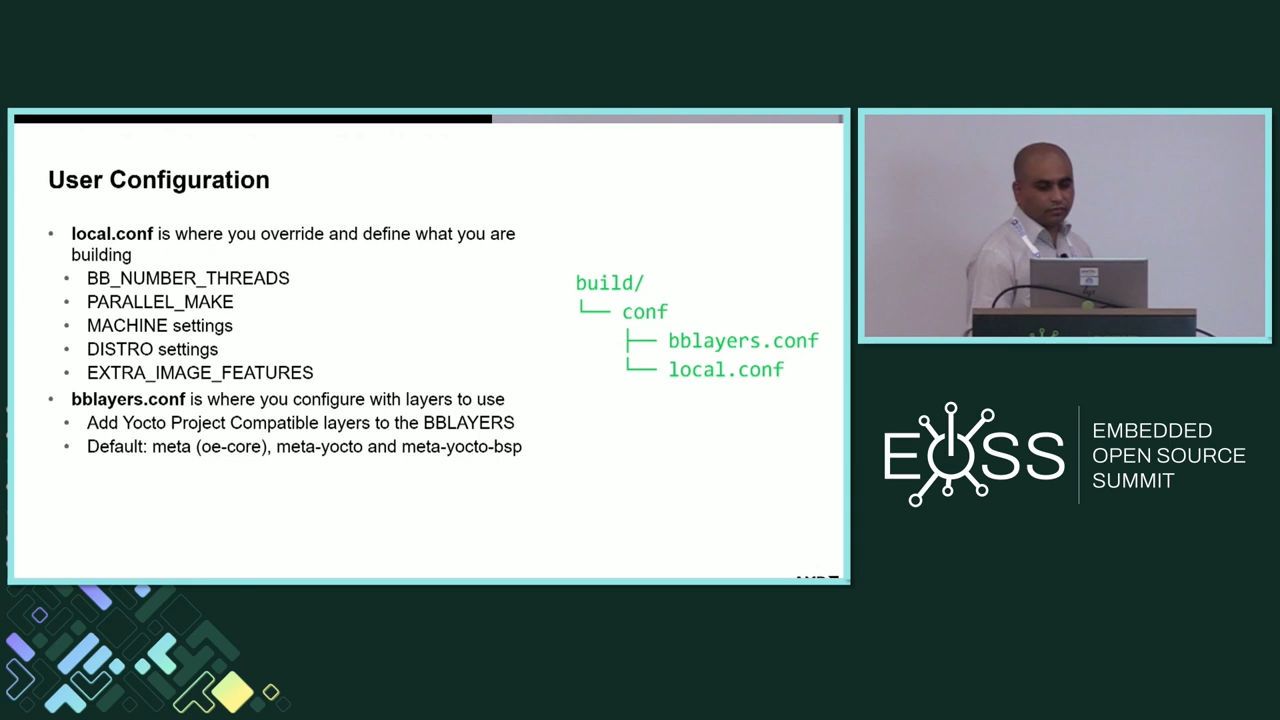 User Configuration
• local.conf is where you override and define what you are
building
• BB_NUMBER_THREADS
• PARALLEL_MAKE
• MACHINE settings
• DISTRO settings
• EXTRA_IMAGE_FEATURES
• bblayers.conf is where you configure with layers to use
• Add Yocto Project Compatible layers to the BBLAYERS
• Default: meta (oe-core), meta-yocto and meta-yocto-bsp
build/
└── conf
├── bblayers.conf
└── local.conf
EOSS
EMBEDDED
OPEN SOURCE
SUMMIT